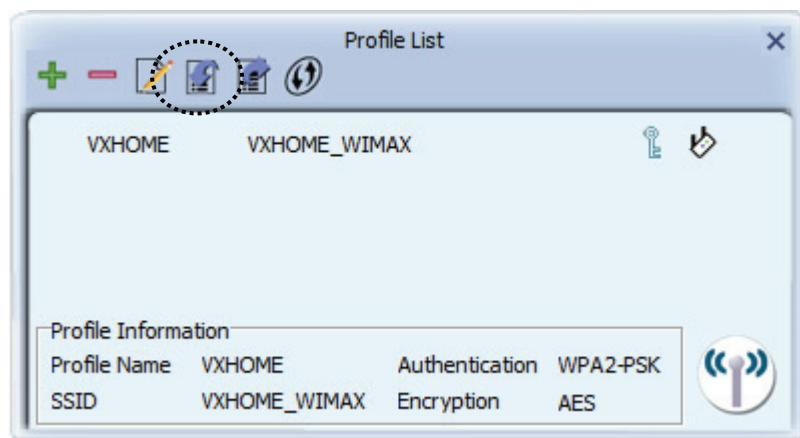 Profile List
VXHOME VXHOME_WIMAX
Profile Information
Profile Name VXHOME Authentication WPA2-PSK
SSID VXHOME_WIMAX Encryption AES